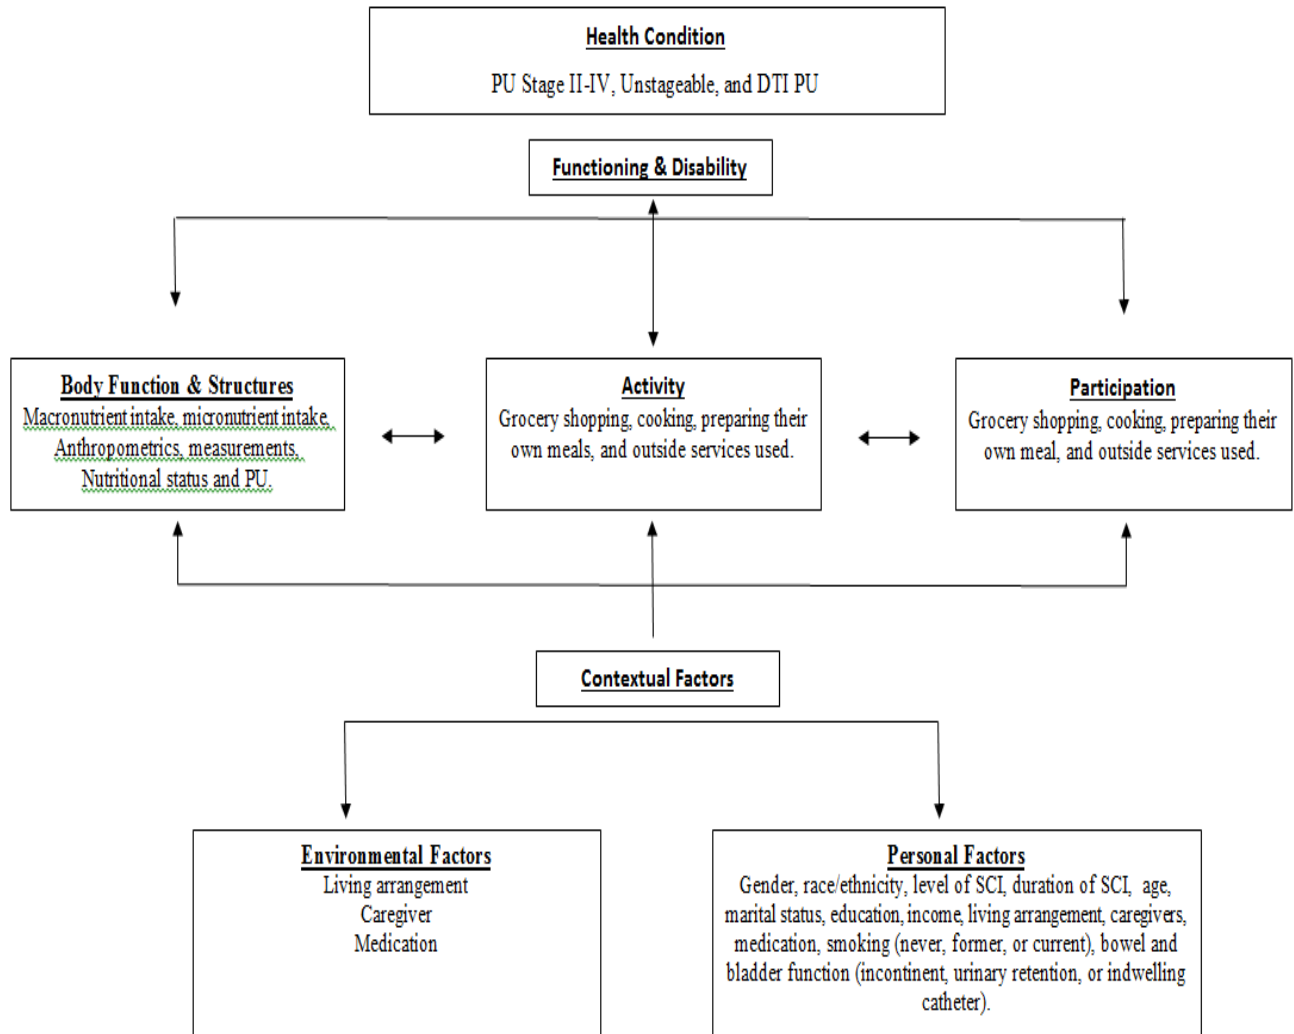 Health Condition
PU Stage II-IV, Unstageable, and DTI PU
Functioning & Disability
Body Function & Structures
Macronutrient intake, micronutrient intake,
Anthropometrics, measurements,
Nutritional status and PU.
Activity
Grocery shopping, cooking, preparing their
own meals, and outside services used.
Participation
Grocery shopping, cooking, preparing their
own meal, and outside services used.
Contextual Factors
Environmental Factors
Living arrangement
Caregiver
Medication
Personal Factors
Gender, race/ethnicity, level of SCI, duration of SCI, age,
marital status, education, income, living arrangement, caregivers,
medication, smoking (never, former, or current), bowel and
bladder function (incontinent, urinary retention, or indwelling
catheter).